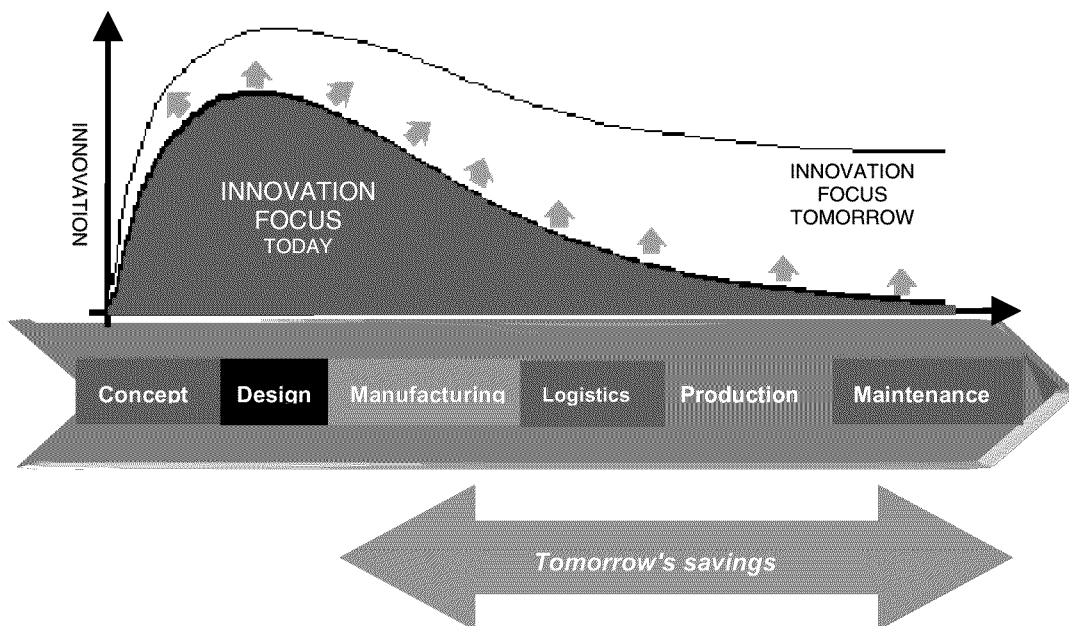 INNOVATION
INNOVATION
FOCUS
TODAY
INNOVATION
FOCUS
TOMORROW
Concept
Design
Manufacturing
Logistics
Production
Maintenance
Tomorrow's savings